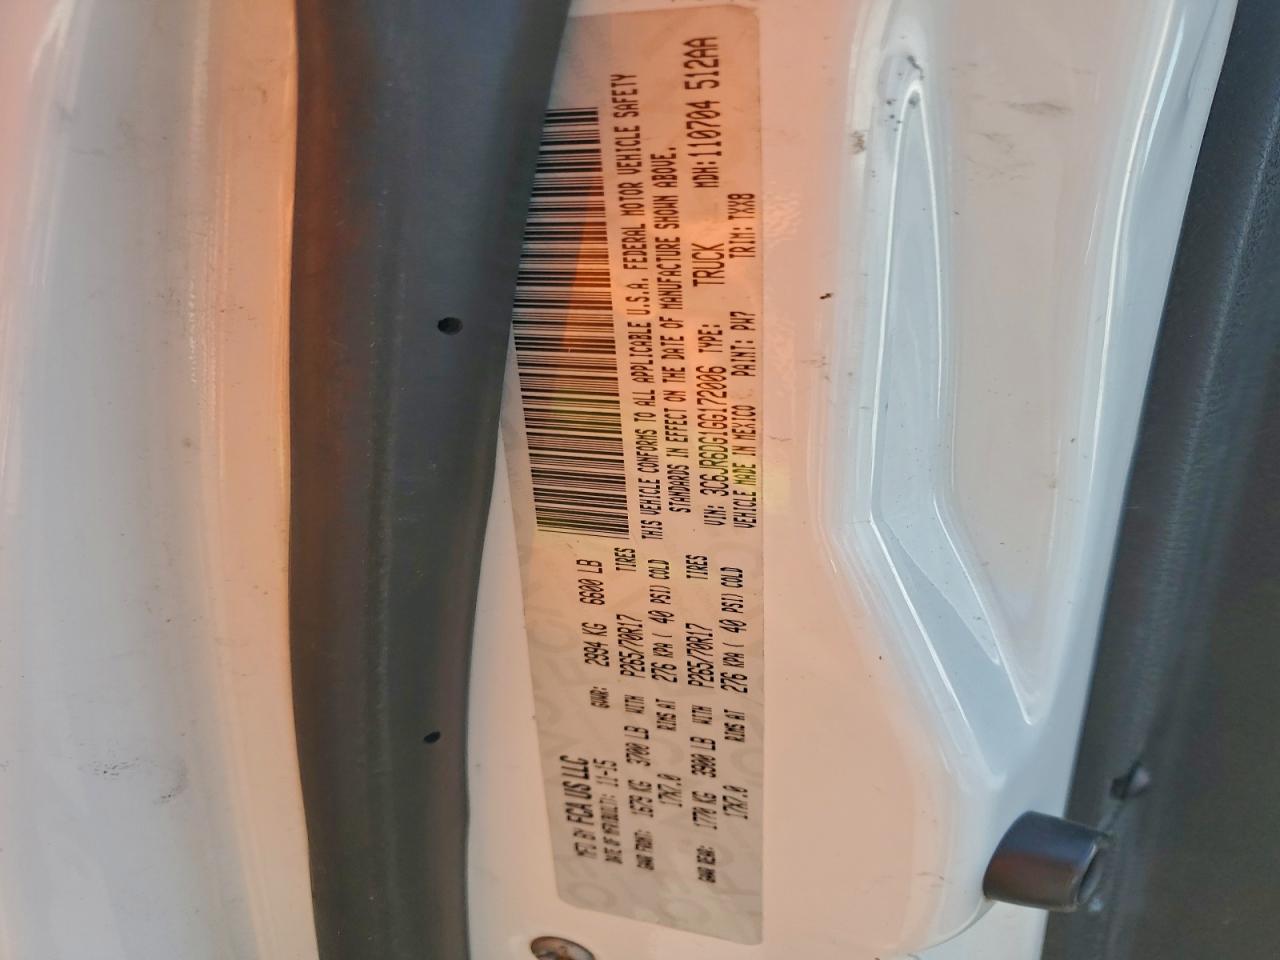 MFD BY FCA US LLC
DATE OF MFR/BUILT: 11-15 GVWR: 2994 KG 6600 LB
GAWR FRONT: 1679 KG 3700 LB WITH P265/70R17 TIRES
17X7.0 RIMS AT 276 KPA ( 40 PSI) COLD
GAWR REAR: 1770 KG 3900 LB WITH P265/70R17 TIRES
17X7.0 RIMS AT 276 KPA ( 40 PSI) COLD
THIS VEHICLE CONFORMS TO ALL APPLICABLE U.S.A. FEDERAL MOTOR VEHICLE SAFETY
STANDARDS IN EFFECT ON THE DATE OF MANUFACTURE SHOWN ABOVE.
VIN: 3C6JR6DG1GG172006 TYPE: TRUCK MDH:110704 512AA
VEHICLE MADE IN MEXICO PAINT: PW7 TRIM: TXX8